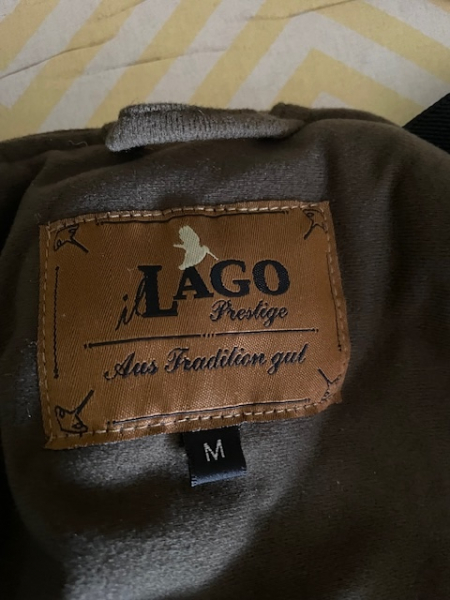 il LAGO
Prestige
Aus Tradition gut
M